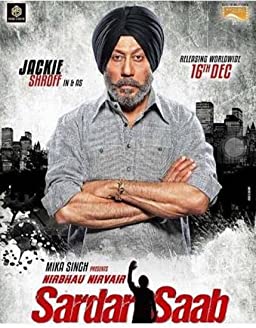 JACKIE
SHROFF IN & AS
RELEASING WORLDWIDE
16TH DEC
MIKA SINGH PRESENTS
NIRBHAU NIRVAIR
Sardar Saab